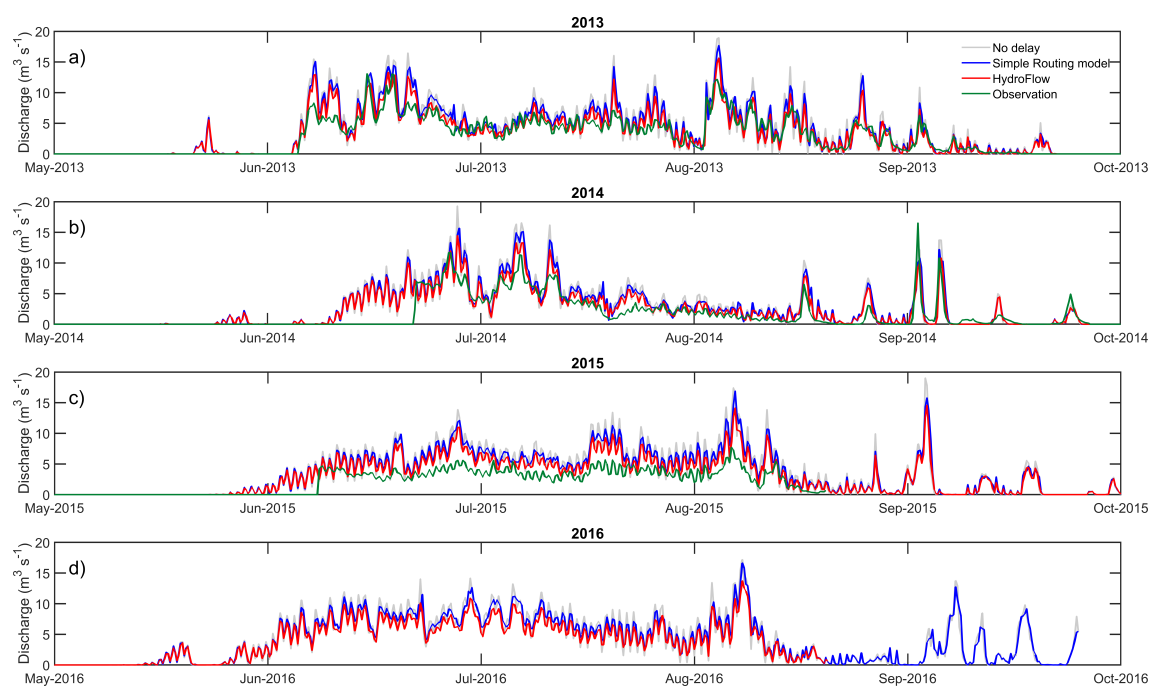 2013
a)
Discharge (m³ s⁻¹)
20
15
10
5
0
No delay
Simple Routing model
HydroFlow
Observation
May-2013 Jun-2013 Jul-2013 Aug-2013 Sep-2013 Oct-2013
2014
b)
Discharge (m³ s⁻¹)
20
15
10
5
0
May-2014 Jun-2014 Jul-2014 Aug-2014 Sep-2014 Oct-2014
2015
c)
Discharge (m³ s⁻¹)
20
15
10
5
0
May-2015 Jun-2015 Jul-2015 Aug-2015 Sep-2015 Oct-2015
2016
d)
Discharge (m³ s⁻¹)
20
15
10
5
0
May-2016 Jun-2016 Jul-2016 Aug-2016 Sep-2016 Oct-2016